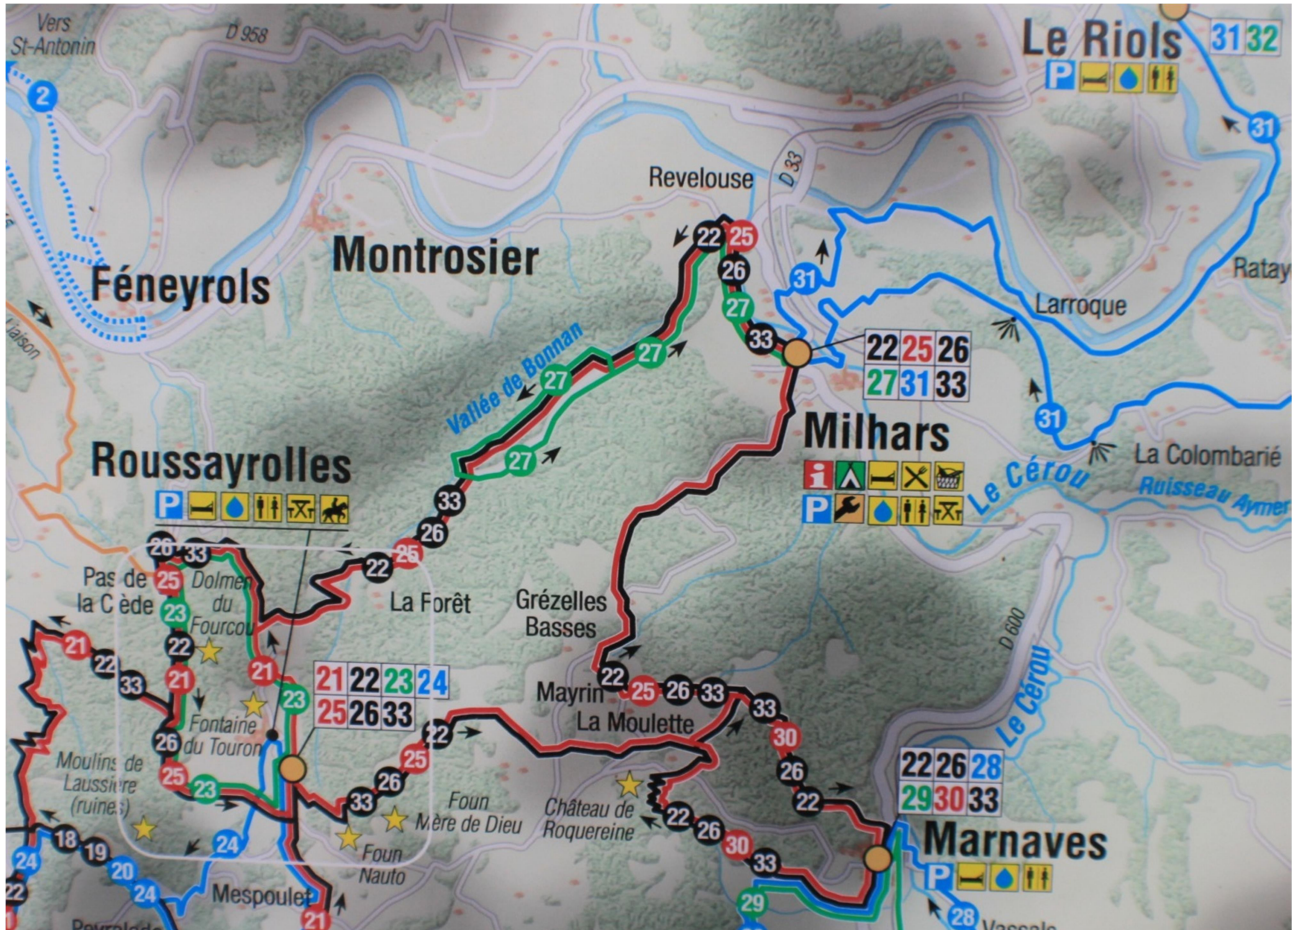 Vers
St-Antonin
D 958
Le Riols
31 32
P
2
31
Revelouse
D 33
22 25
26
27
33
31
Montrosier
Féneyrols
Ratay
Larroque
liaison
Vallée de Bonnan
27
27
27
22 25 26
27 31 33
Milhars
i
P
31
La Colombarié
Le Cérou
Ruisseau Aymer
Roussayrolles
P
33
26
25
22
La Forêt
26 33
Pas de
la Cède
25
23
22
21
Dolmen
du
Fourcou
21
23
21
22
33
21 22 23 24
25 26 33
Grézelles
Basses
22
25 26 33
Mayrin
La Moulette
33
30
26
22
D 600
Le Cérou
Fontaine
du Touron
26
25
23
22
25
26
33
Moulins de
Laussière
(ruines)
Foun
Mère de Dieu
Foun
Nauto
Château de
Roquereine
22
26
30
33
22 26 28
29 30 33
Marnaves
P
24
18
19
20
24
24
22
Mespoulet
21
29
28